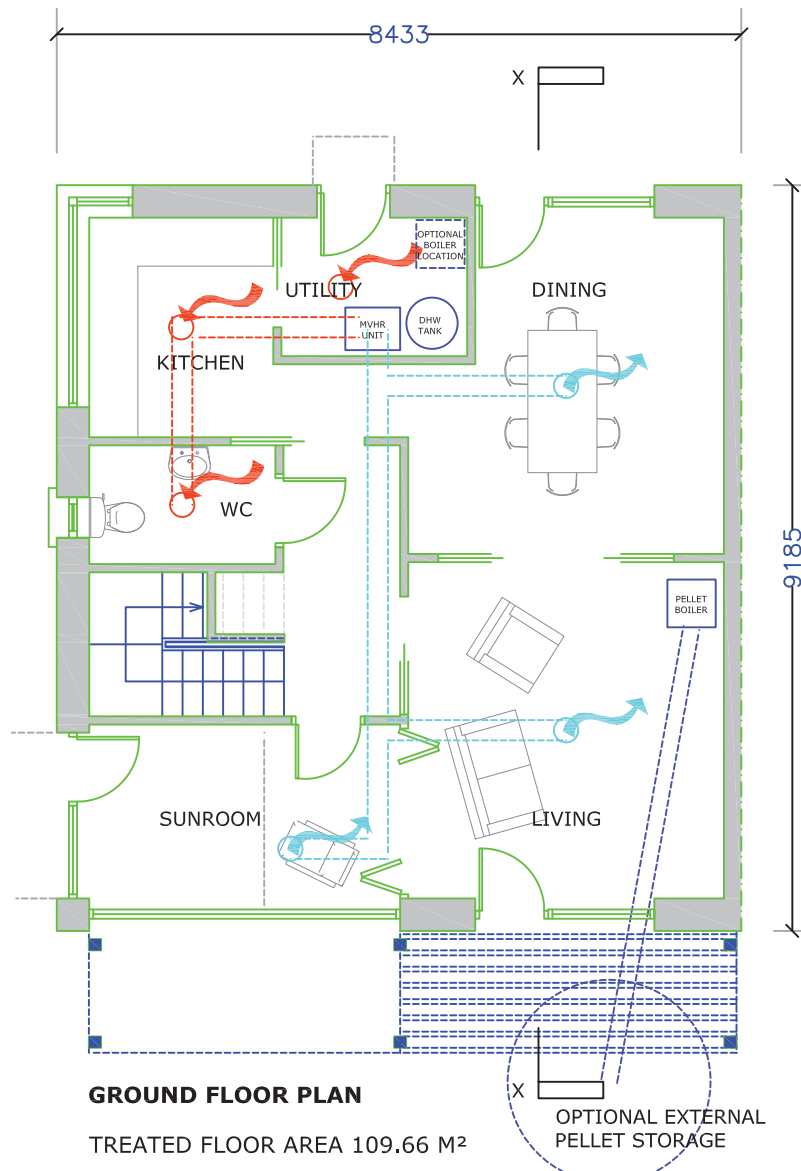 8433
X
OPTIONAL
BOILER
LOCATION
UTILITY
DINING
MVHR
UNIT
DHW
TANK
KITCHEN
WC
9185
PELLET
BOILER
SUNROOM
LIVING
X
GROUND FLOOR PLAN
OPTIONAL EXTERNAL
PELLET STORAGE
TREATED FLOOR AREA 109.66 M²